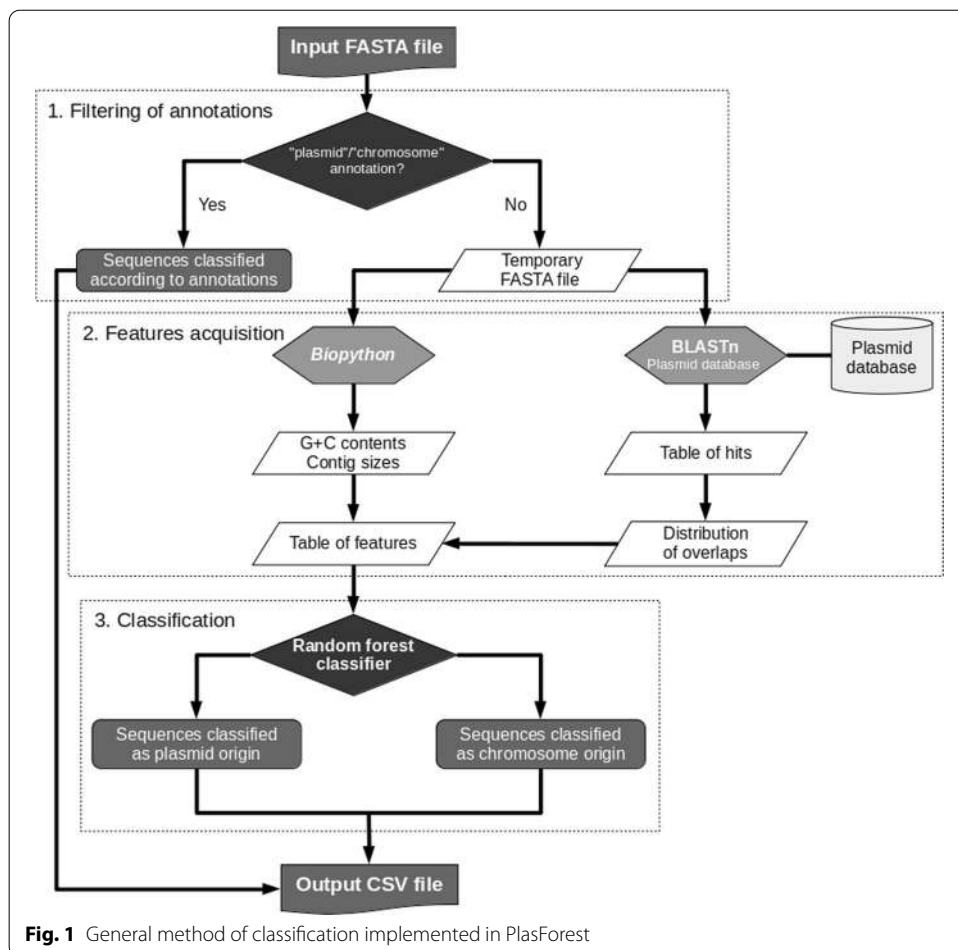 Input FASTA file
1. Filtering of annotations
"plasmid"/"chromosome"
annotation?
Yes
No
Sequences classified
according to annotations
Temporary
FASTA file
2. Features acquisition
Biopython
BLASTn
Plasmid database
Plasmid
database
G+C contents
Contig sizes
Table of hits
Table of features
Distribution
of overlaps
3. Classification
Random forest
classifier
Sequences classified
as plasmid origin
Sequences classified
as chromosome origin
Output CSV file
Fig. 1 General method of classification implemented in PlasForest